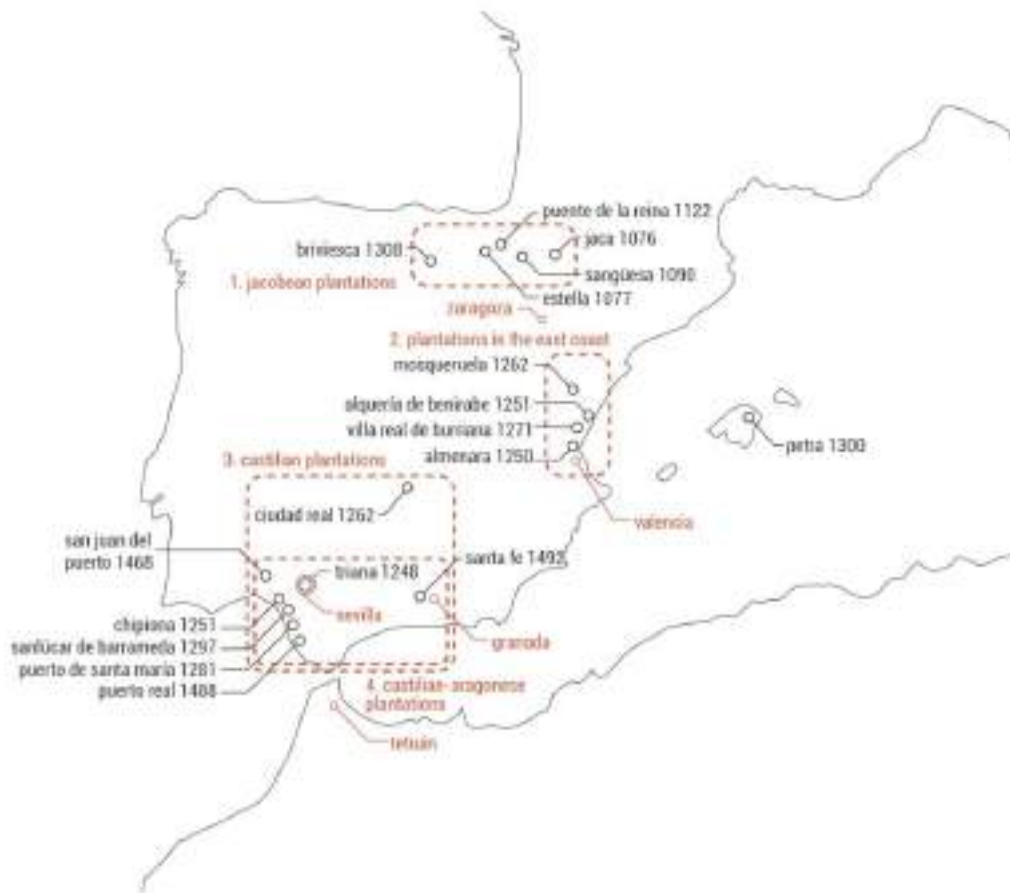 puente de la reina 1122
briviesca 1308
jaca 1076
sangüesa 1090
1. jacobean plantations
estella 1077
zaragoza
2. plantations in the east coast
mosqueruela 1262
alquería de benirabe 1251
villa real de burriana 1271
almenara 1250
petra 1300
3. castilian plantations
ciudad real 1262
valencia
san juan del
puerto 1468
santa fe 1492
triana 1248
sevilla
chipiona 1251
granada
sanlúcar de barrameda 1297
puerto de santa maría 1281
puerto real 1488
4. castilian-aragonese
plantations
tetuán